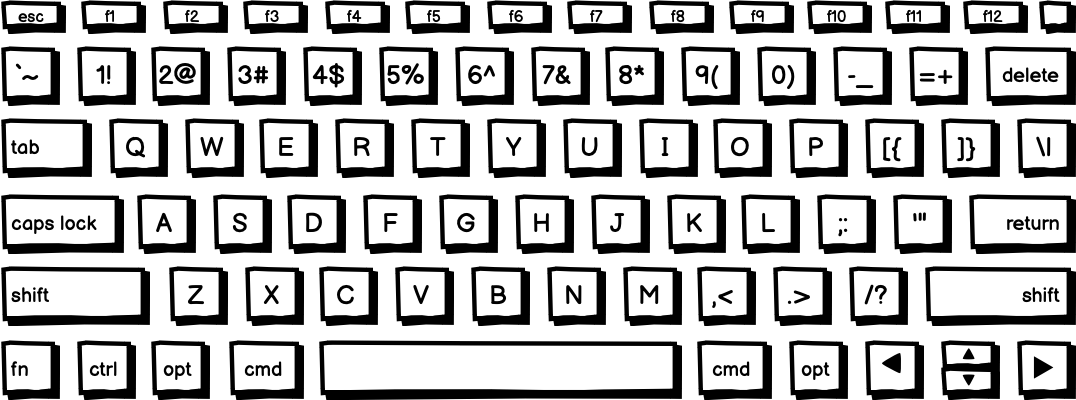 esc f1 f2 f3 f4 f5 f6 f7 f8 f9 f10 f11 f12
`~ 1! 2@ 3# 4$ 5% 6^ 7& 8* 9( 0) -_ =+ delete
tab Q W E R T Y U I O P [{ ]} \|
caps lock A S D F G H J K L ;: '" return
shift Z X C V B N M ,< .> /? shift
fn ctrl opt cmd cmd opt ◀ ▲ ▼ ▶